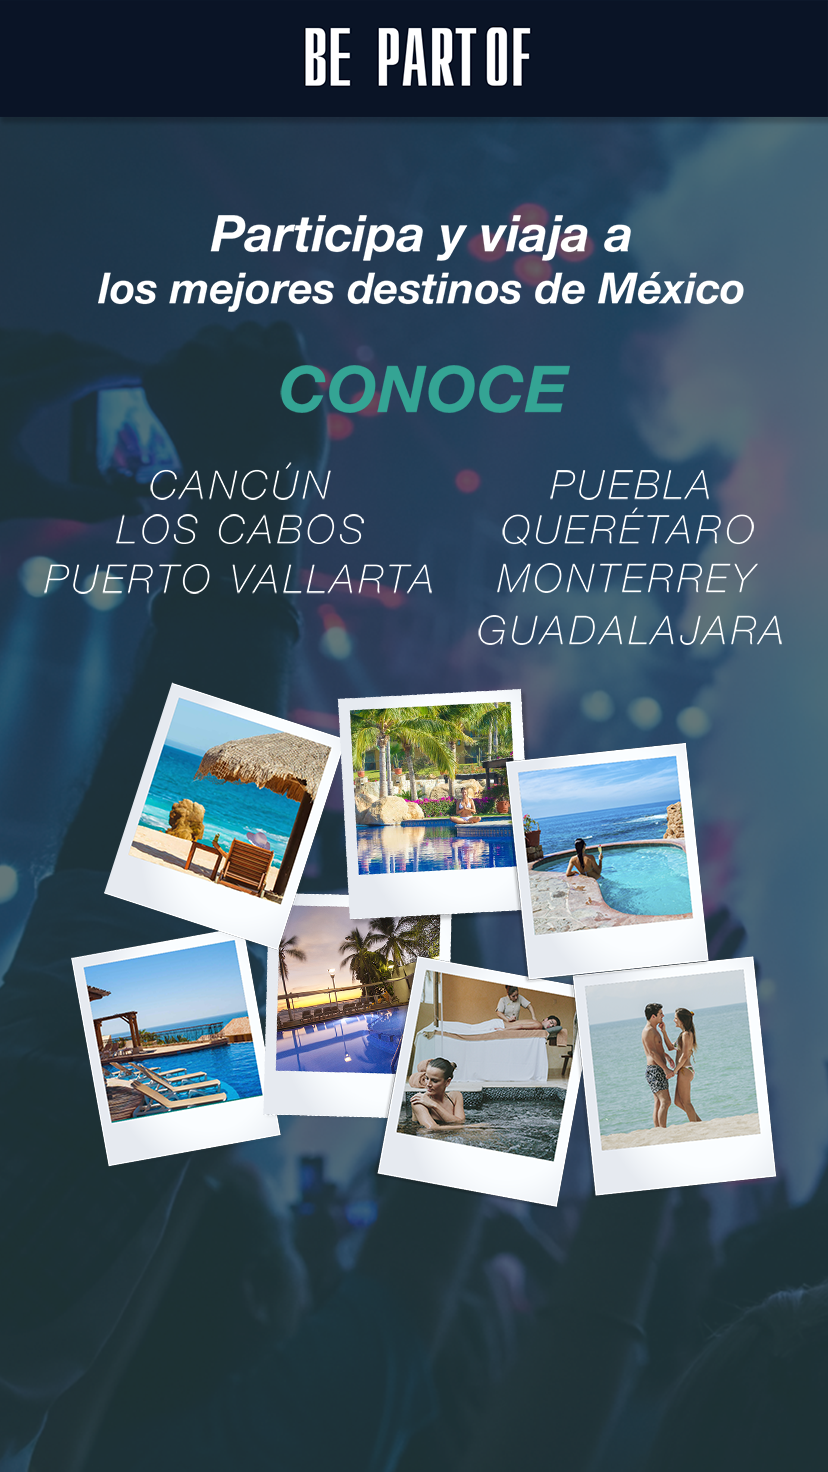 BE PART OF
Participa y viaja a
los mejores destinos de México
CONOCE
CANCÚN
LOS CABOS
PUERTO VALLARTA
PUEBLA
QUERÉTARO
MONTERREY
GUADALAJARA